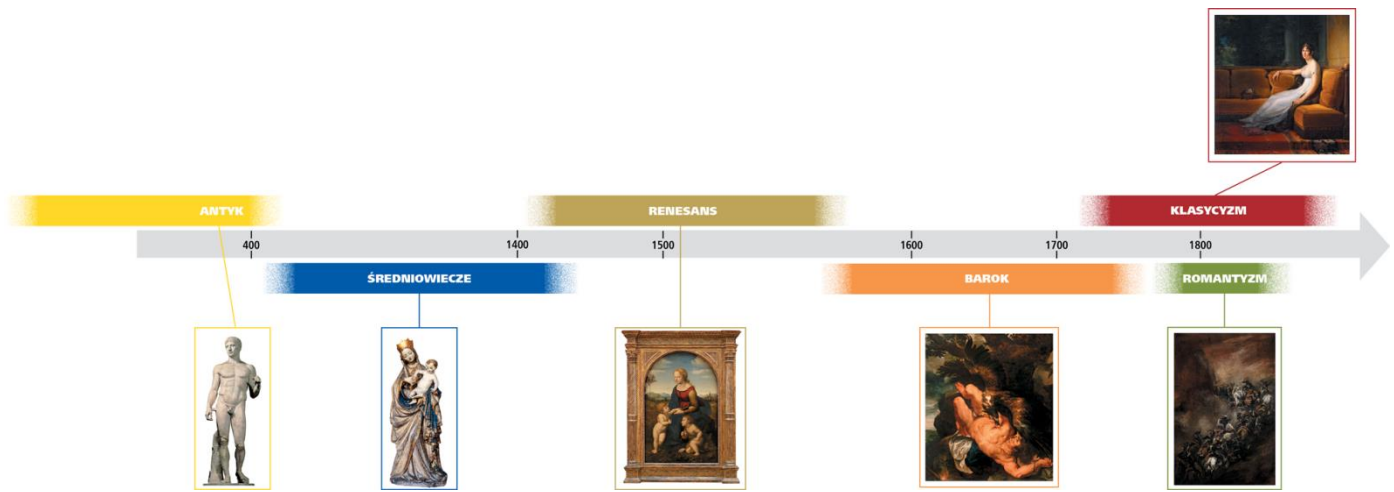 ANTYK
RENESANS
KLASYCYZM
400
1400
1500
1600
1700
1800
ŚREDNIOWIECZE
BAROK
ROMANTYZM